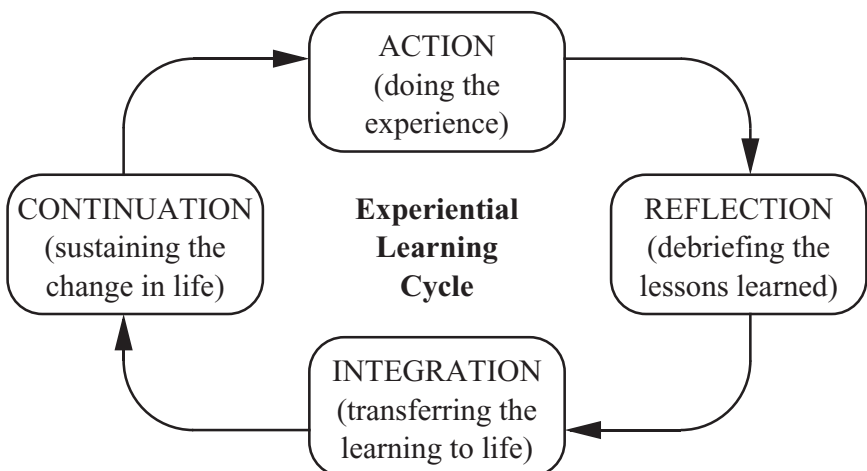 ACTION
(doing the
experience)
CONTINUATION
(sustaining the
change in life)
Experiential
Learning
Cycle
REFLECTION
(debriefing the
lessons learned)
INTEGRATION
(transferring the
learning to life)